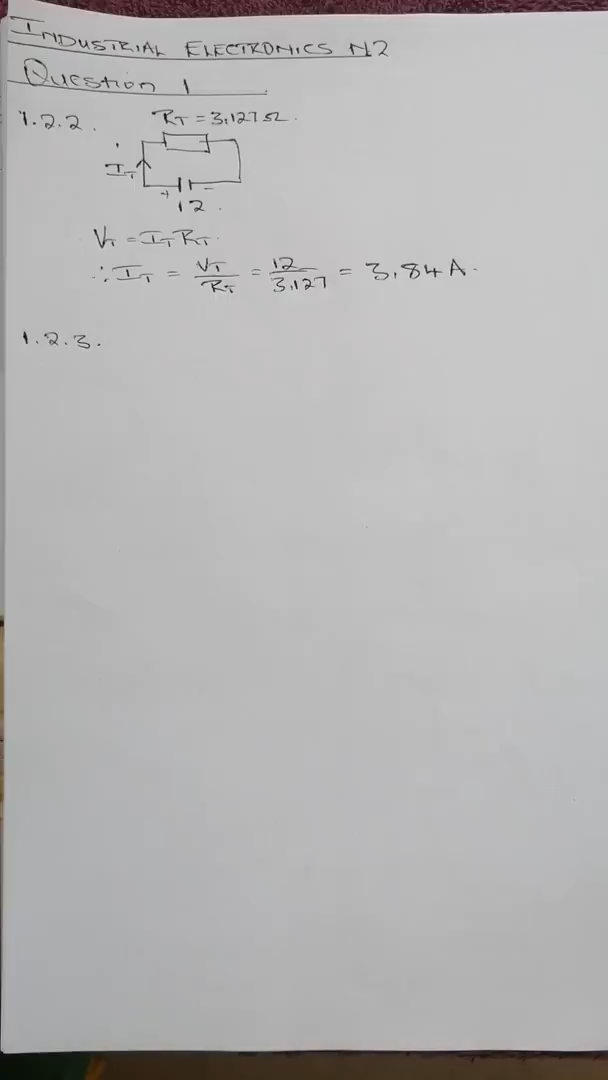 INDUSTRIAL ELECTRONICS N2
Question 1
1.2.2. RT = 3,127Ω.
IT
+ -
12.
VT = ITRT.
∴ IT = VT/RT = 12/3,127 = 3,84A.
1.2.3.